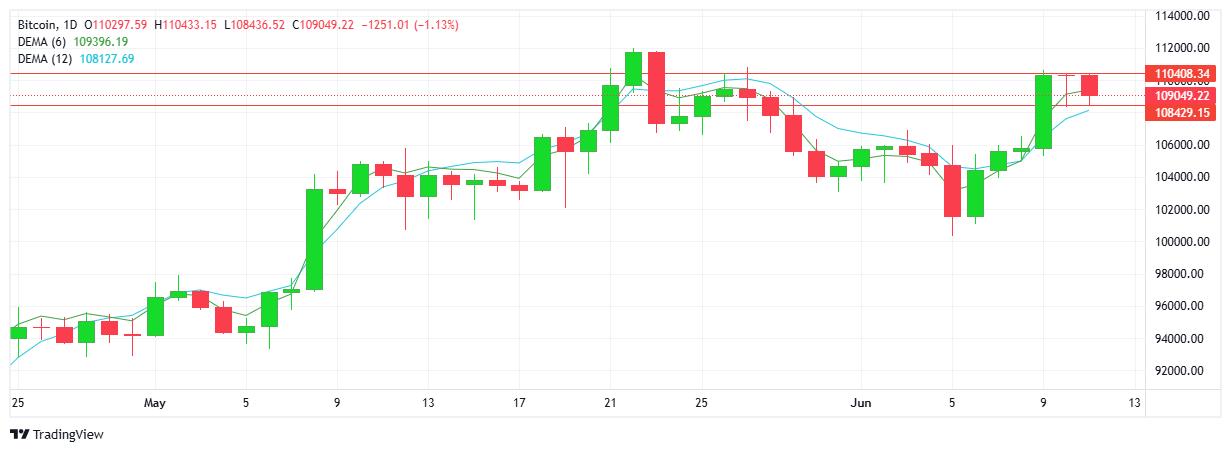 Bitcoin, 1D O110297.59 H110433.15 L108436.52 C109049.22 −1251.01 (−1.13%)
DEMA (6) 109396.19
DEMA (12) 108127.69
114000.00
112000.00
110408.34
110000.00
109049.22
108429.15
106000.00
104000.00
102000.00
100000.00
98000.00
96000.00
94000.00
92000.00
25 May 5 9 13 17 21 25 Jun 5 9 13
TradingView